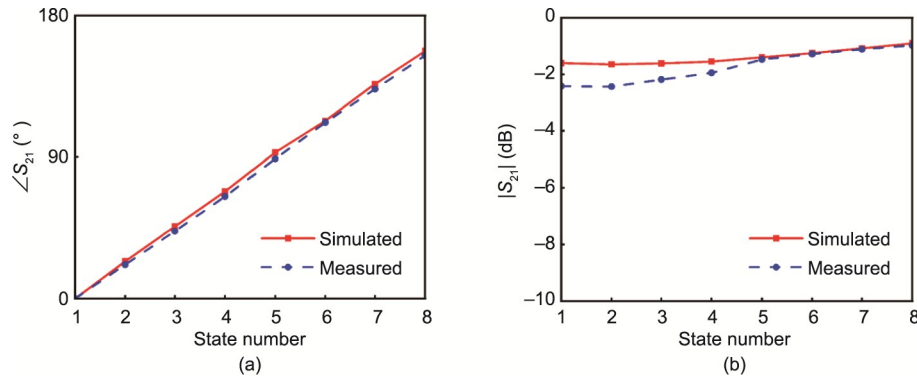 180
90
0
∠S21 (°)
Simulated
Measured
1 2 3 4 5 6 7 8
State number
(a)
0
−2
−4
−6
−8
−10
|S21| (dB)
Simulated
Measured
1 2 3 4 5 6 7 8
State number
(b)